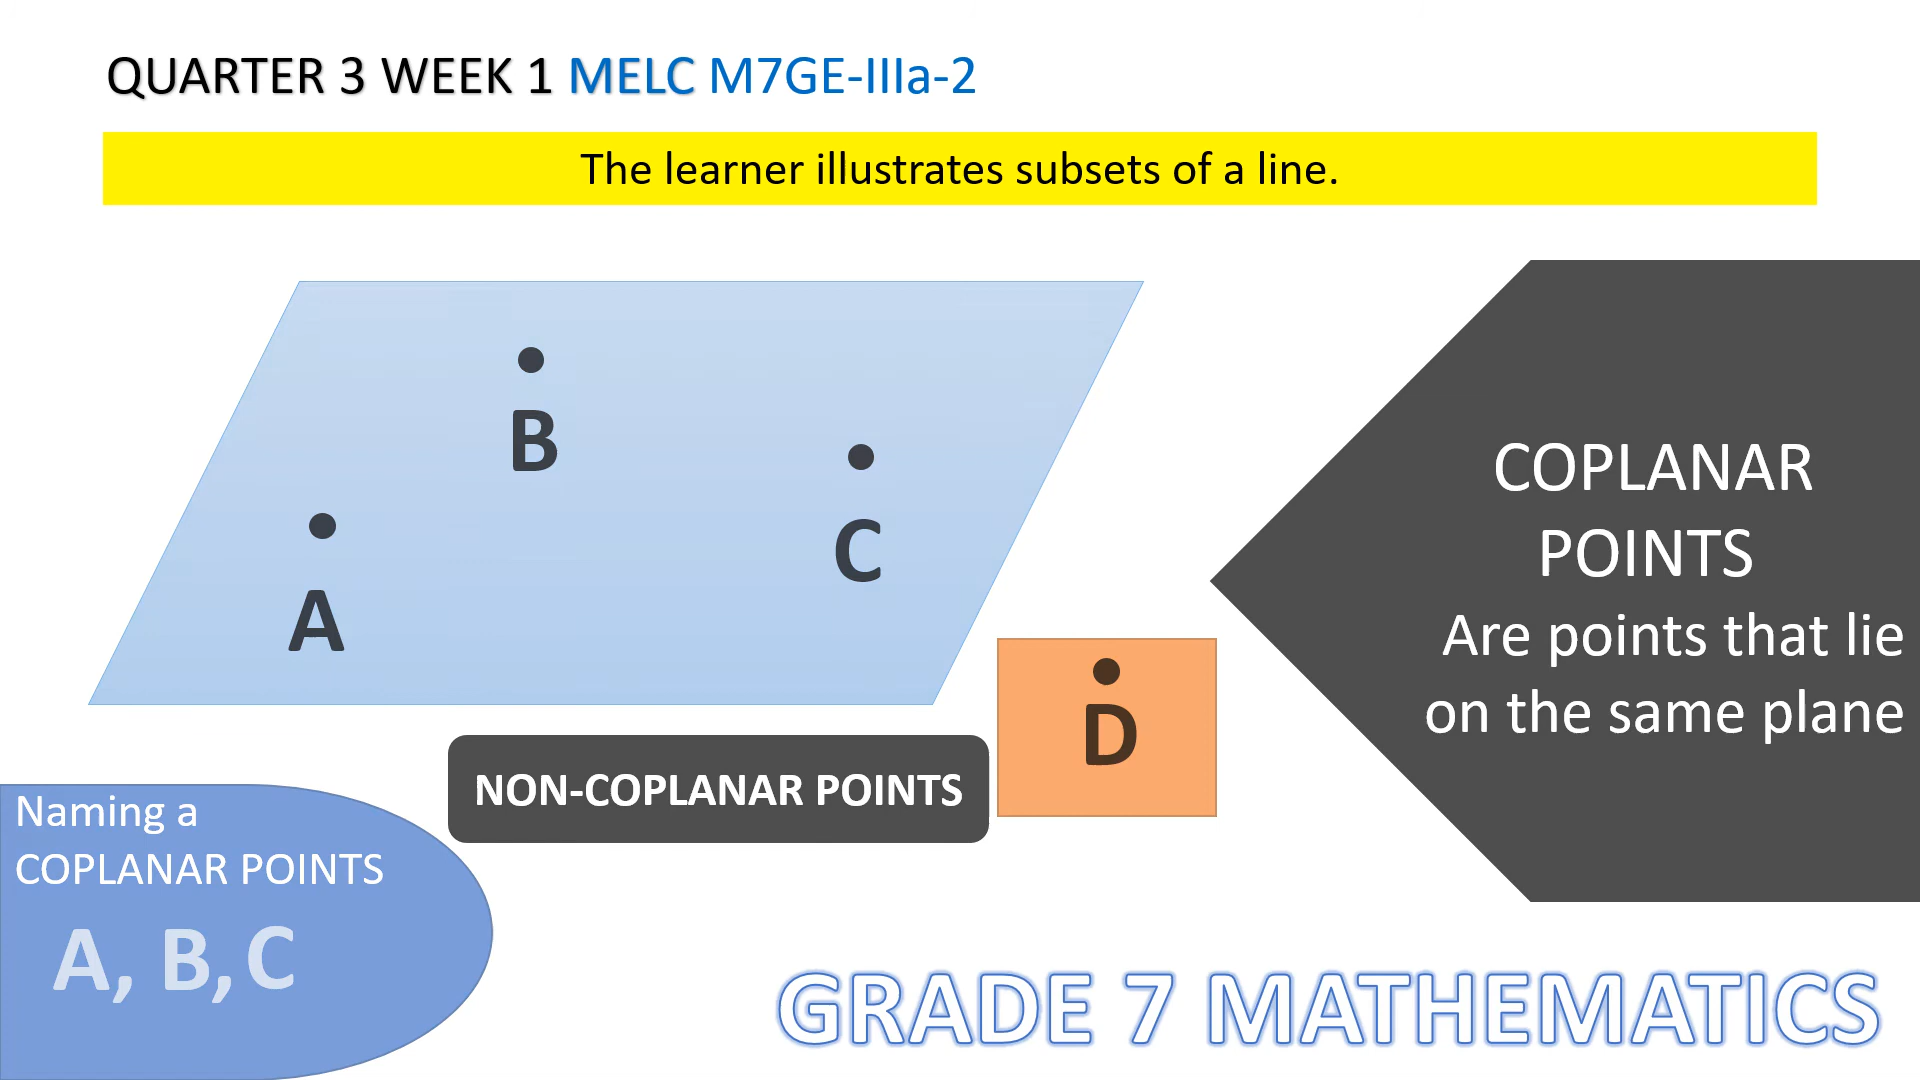 QUARTER 3 WEEK 1 MELC M7GE-IIIa-2
The learner illustrates subsets of a line.
B
C
A
D
COPLANAR
POINTS
Are points that lie
on the same plane
NON-COPLANAR POINTS
Naming a
COPLANAR POINTS
A, B, C
GRADE 7 MATHEMATICS